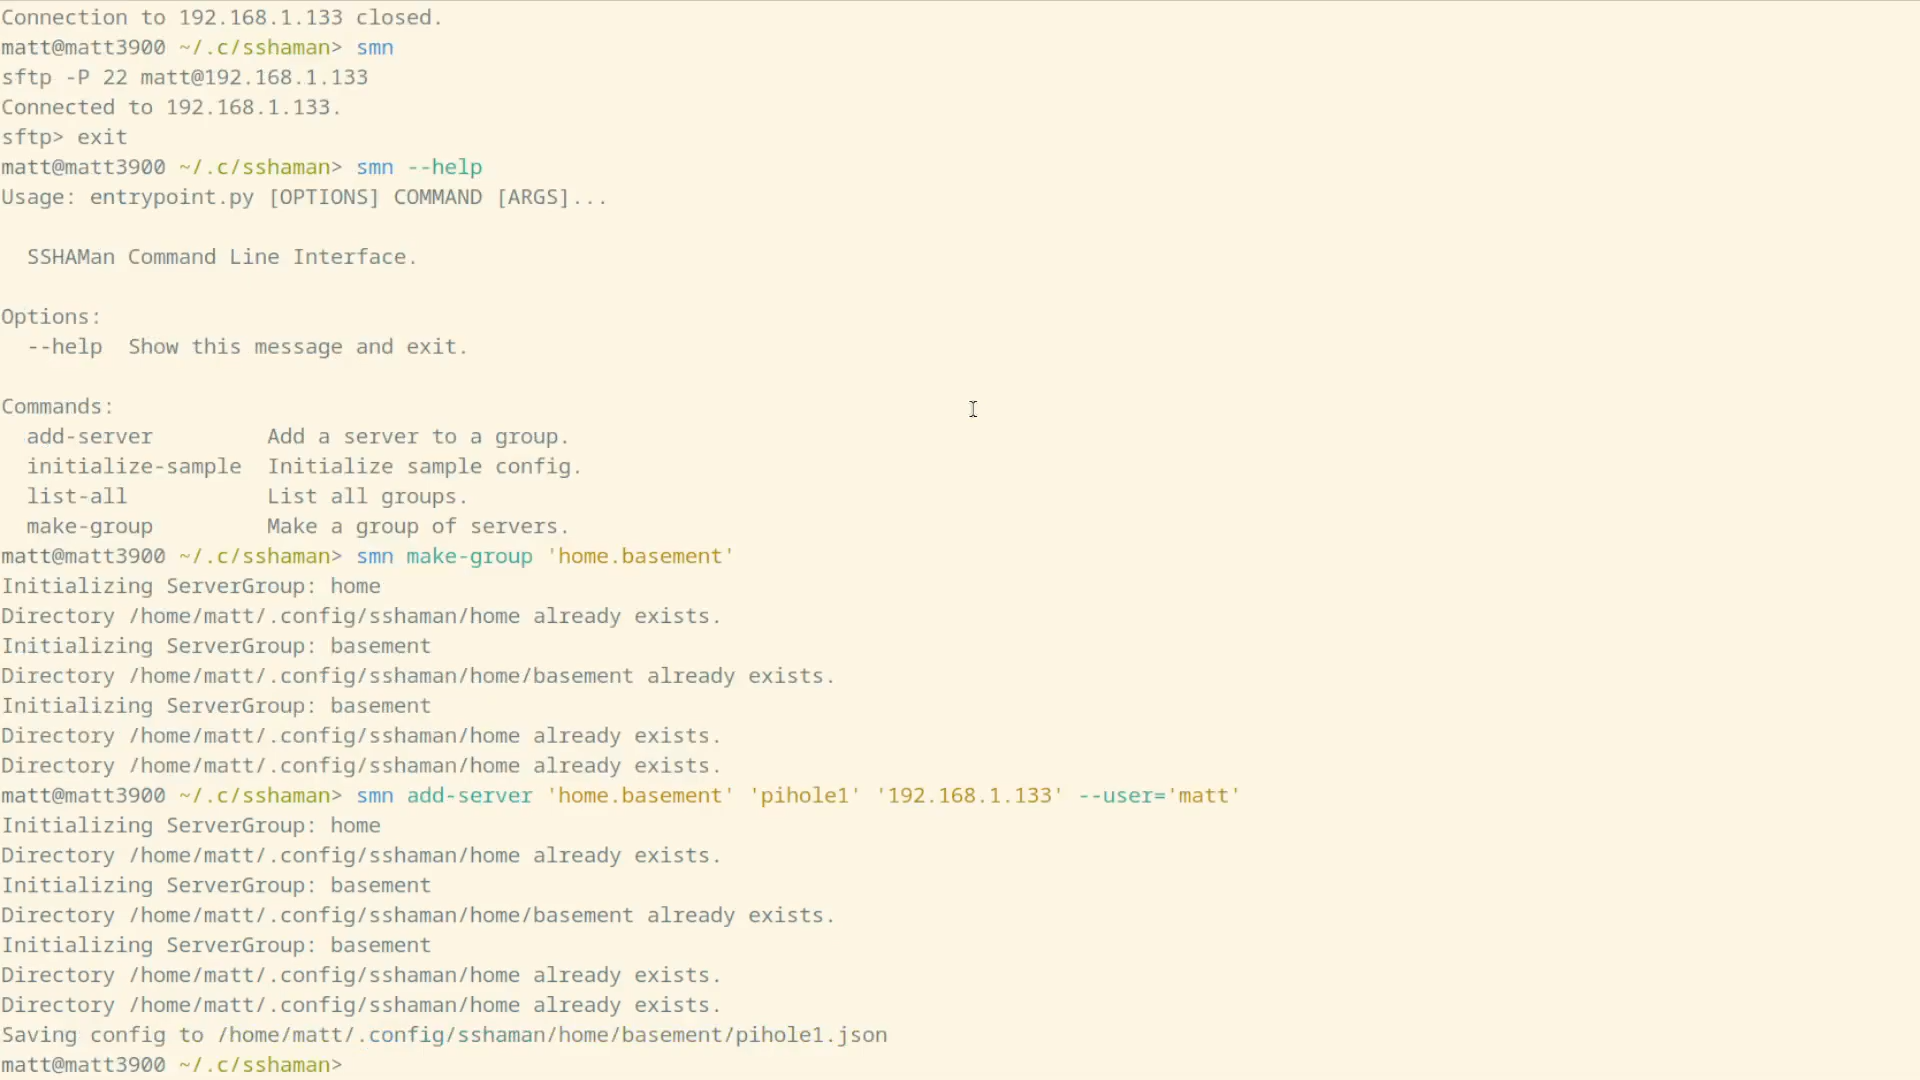 Connection to 192.168.1.133 closed.
matt@matt3900 ~/.c/sshaman> smn
sftp -P 22 matt@192.168.1.133
Connected to 192.168.1.133.
sftp> exit
matt@matt3900 ~/.c/sshaman> smn --help
Usage: entrypoint.py [OPTIONS] COMMAND [ARGS]...

  SSHAMan Command Line Interface.

Options:
  --help  Show this message and exit.

Commands:
  add-server         Add a server to a group.
  initialize-sample  Initialize sample config.
  list-all           List all groups.
  make-group         Make a group of servers.
matt@matt3900 ~/.c/sshaman> smn make-group 'home.basement'
Initializing ServerGroup: home
Directory /home/matt/.config/sshaman/home already exists.
Initializing ServerGroup: basement
Directory /home/matt/.config/sshaman/home/basement already exists.
Initializing ServerGroup: basement
Directory /home/matt/.config/sshaman/home already exists.
Directory /home/matt/.config/sshaman/home already exists.
matt@matt3900 ~/.c/sshaman> smn add-server 'home.basement' 'pihole1' '192.168.1.133' --user='matt'
Initializing ServerGroup: home
Directory /home/matt/.config/sshaman/home already exists.
Initializing ServerGroup: basement
Directory /home/matt/.config/sshaman/home/basement already exists.
Initializing ServerGroup: basement
Directory /home/matt/.config/sshaman/home already exists.
Directory /home/matt/.config/sshaman/home already exists.
Saving config to /home/matt/.config/sshaman/home/basement/pihole1.json
matt@matt3900 ~/.c/sshaman>